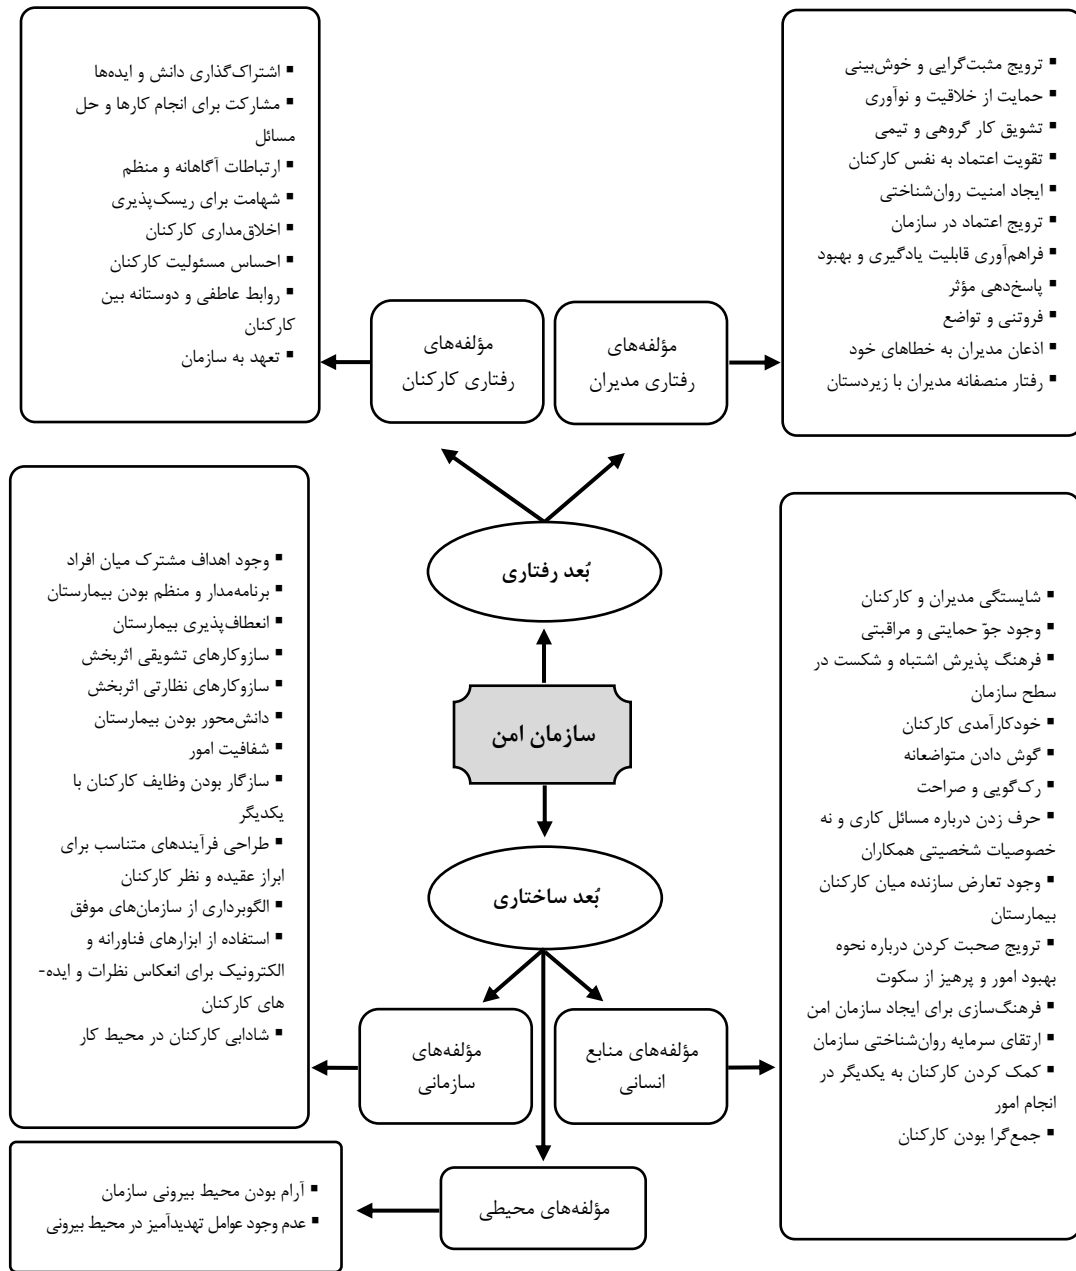 ▪ ترویج مثبت‌گرایی و خوش‌بینی
▪ حمایت از خلاقیت و نوآوری
▪ تشویق کار گروهی و تیمی
▪ تقویت اعتماد به نفس کارکنان
▪ ایجاد امنیت روان‌شناختی
▪ ترویج اعتماد در سازمان
▪ فراهم‌آوری قابلیت یادگیری و بهبود
▪ پاسخ‌دهی مؤثر
▪ فروتنی و تواضع
▪ اذعان مدیران به خطاهای خود
▪ رفتار منصفانه مدیران با زیردستان
▪ اشتراک‌گذاری دانش و ایده‌ها
▪ مشارکت برای انجام کارها و حل
مسائل
▪ ارتباطات آگاهانه و منظم
▪ شهامت برای ریسک‌پذیری
▪ اخلاق‌مداری کارکنان
▪ احساس مسئولیت کارکنان
▪ روابط عاطفی و دوستانه بین
کارکنان
▪ تعهد به سازمان
مؤلفه‌های
رفتاری مدیران
مؤلفه‌های
رفتاری کارکنان
بُعد رفتاری
سازمان امن
بُعد ساختاری
▪ شایستگی مدیران و کارکنان
▪ وجود جوّ حمایتی و مراقبتی
▪ فرهنگ پذیرش اشتباه و شکست در
سطح سازمان
▪ خودکارآمدی کارکنان
▪ گوش دادن متواضعانه
▪ رک‌گویی و صراحت
▪ حرف زدن درباره مسائل کاری و نه
خصوصیات شخصیتی همکاران
▪ وجود تعارض سازنده میان کارکنان
بیمارستان
▪ ترویج صحبت کردن درباره نحوه
بهبود امور و پرهیز از سکوت
▪ فرهنگ‌سازی برای ایجاد سازمان امن
▪ ارتقای سرمایه روان‌شناختی سازمان
▪ کمک کردن کارکنان به یکدیگر در
انجام امور
▪ جمع‌گرا بودن کارکنان
▪ وجود اهداف مشترک میان افراد
▪ برنامه‌مدار و منظم بودن بیمارستان
▪ انعطاف‌پذیری بیمارستان
▪ سازوکارهای تشویقی اثربخش
▪ سازوکارهای نظارتی اثربخش
▪ دانش‌محور بودن بیمارستان
▪ شفافیت امور
▪ سازگار بودن وظایف کارکنان با
یکدیگر
▪ طراحی فرآیندهای متناسب برای
ابراز عقیده و نظر کارکنان
▪ الگوبرداری از سازمان‌های موفق
▪ استفاده از ابزارهای فناورانه و
الکترونیک برای انعکاس نظرات و ایده-
های کارکنان
▪ شادابی کارکنان در محیط کار
مؤلفه‌های منابع
انسانی
مؤلفه‌های
سازمانی
مؤلفه‌های محیطی
▪ آرام بودن محیط بیرونی سازمان
▪ عدم وجود عوامل تهدیدآمیز در محیط بیرونی